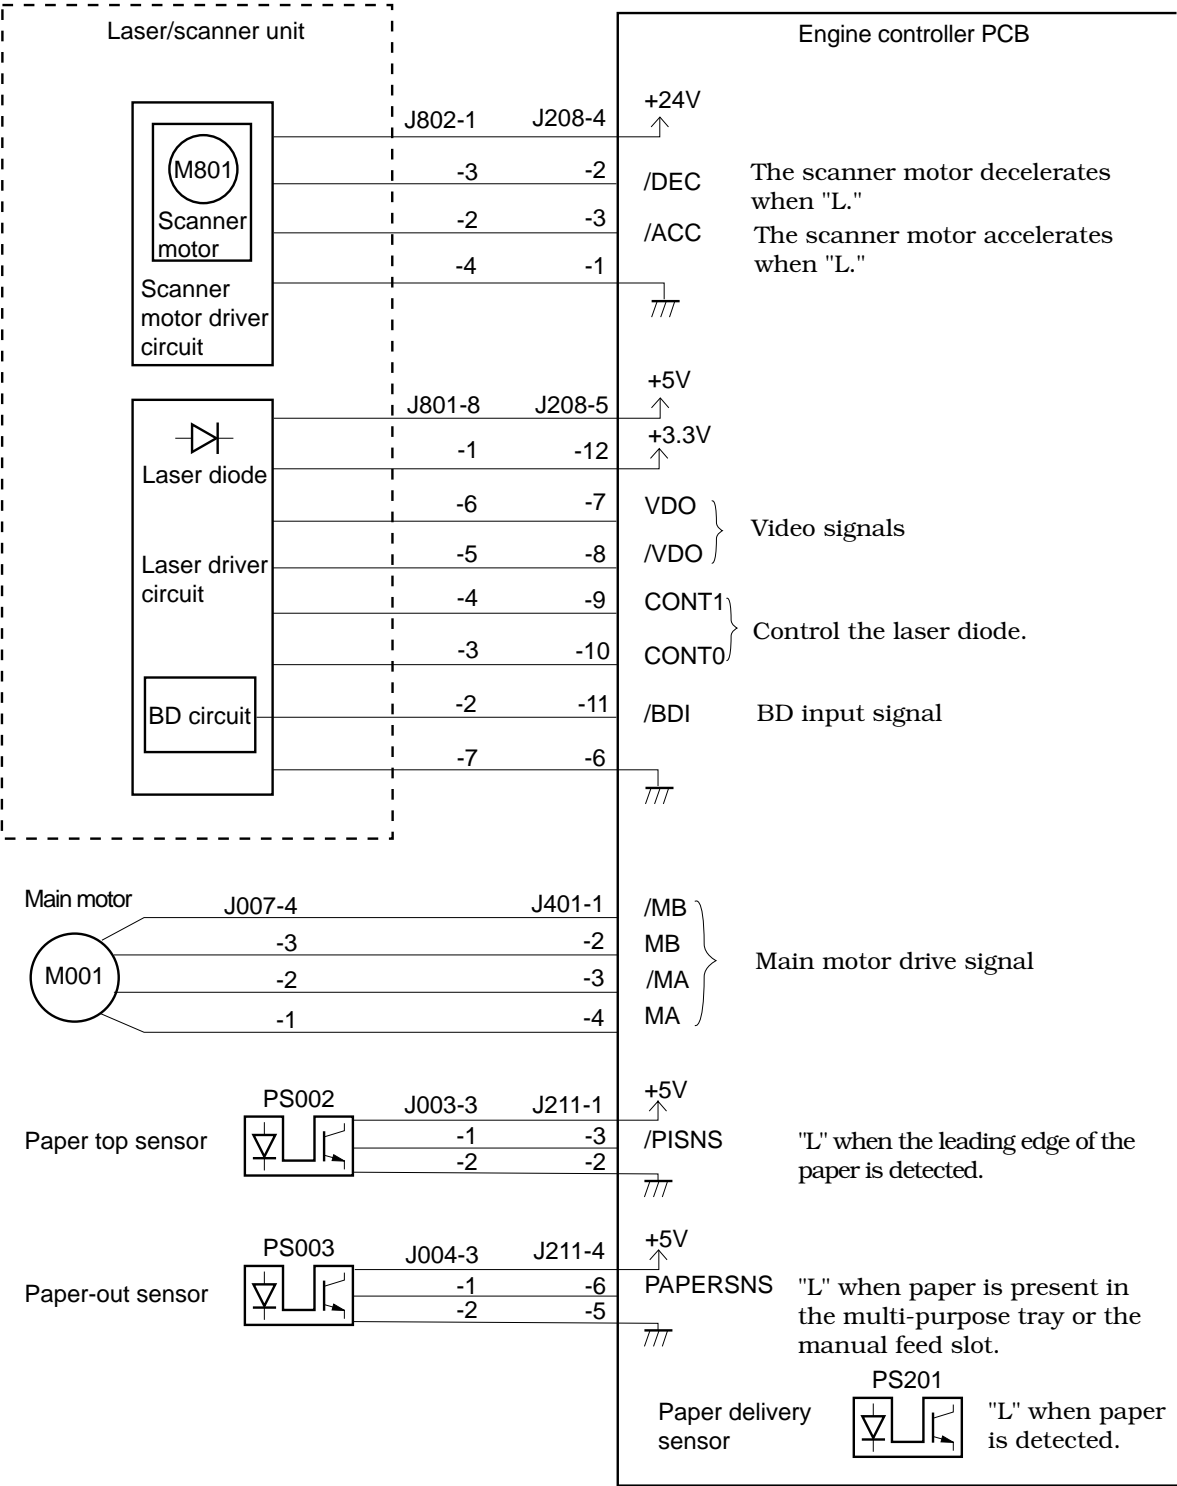 Laser/scanner unit
Engine controller PCB
J802-1 J208-4 +24V
M801
-3 -2 /DEC The scanner motor decelerates
when "L."
Scanner
motor
-2 -3 /ACC The scanner motor accelerates
when "L."
-4 -1
Scanner
motor driver
circuit
J801-8 J208-5 +5V
-1 -12 +3.3V
Laser diode
-6 -7 VDO
Video signals
-5 -8 /VDO
Laser driver
circuit
-4 -9 CONT1
Control the laser diode.
-3 -10 CONT0
BD circuit -2 -11 /BDI BD input signal
-7 -6
Main motor
J007-4 J401-1 /MB
-3 -2 MB
M001
Main motor drive signal
-2 -3 /MA
-1 -4 MA
PS002
J003-3 J211-1 +5V
Paper top sensor
-1 -3 /PISNS "L" when the leading edge of the
paper is detected.
-2 -2
PS003
J004-3 J211-4 +5V
Paper-out sensor
-1 -6 PAPERSNS "L" when paper is present in
the multi-purpose tray or the
manual feed slot.
-2 -5
PS201
Paper delivery
sensor
"L" when paper
is detected.